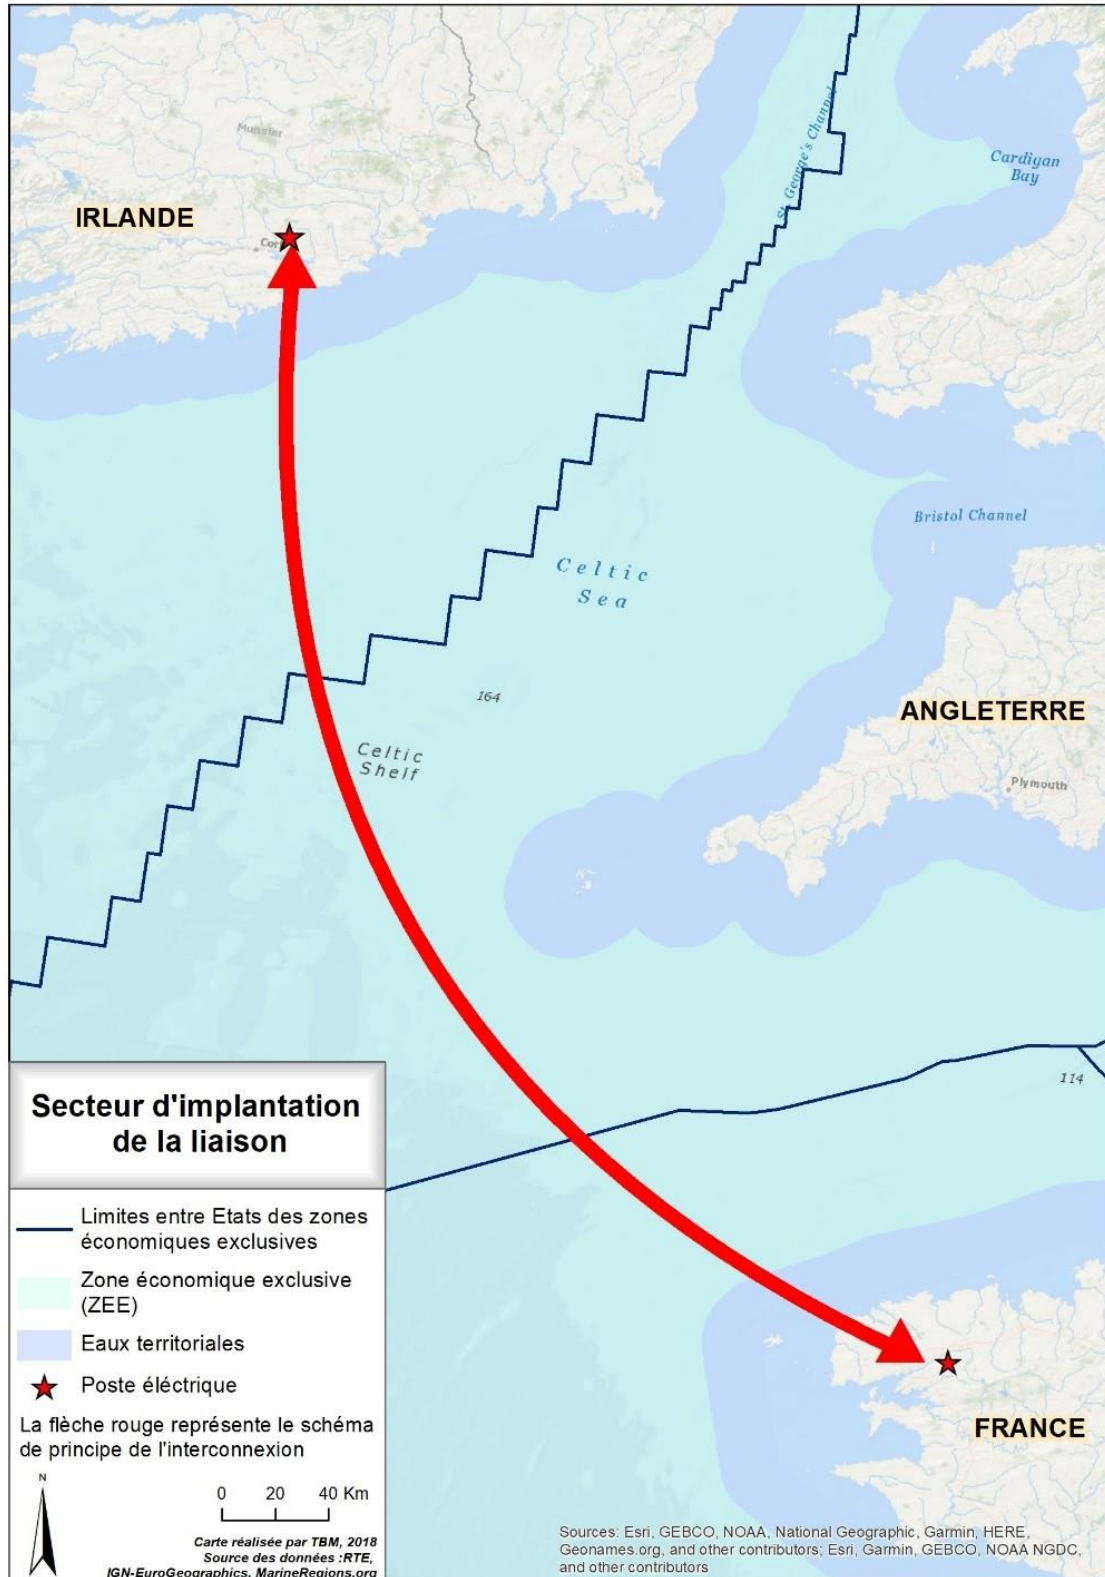 Munster
St. George's Channel
Cardigan
Bay
IRLANDE
Bristol Channel
Celtic
Sea
164
ANGLETERRE
Celtic
Shelf
Plymouth
114
Secteur d'implantation
de la liaison
Limites entre Etats des zones
économiques exclusives
Zone économique exclusive
(ZEE)
Eaux territoriales
Poste éléctrique
La flèche rouge représente le schéma
de principe de l'interconnexion
FRANCE
N
0 20 40 Km
Carte réalisée par TBM, 2018
Source des données :RTE,
IGN-EuroGeographics, MarineRegions.org
Sources: Esri, GEBCO, NOAA, National Geographic, Garmin, HERE,
Geonames.org, and other contributors; Esri, Garmin, GEBCO, NOAA NGDC,
and other contributors